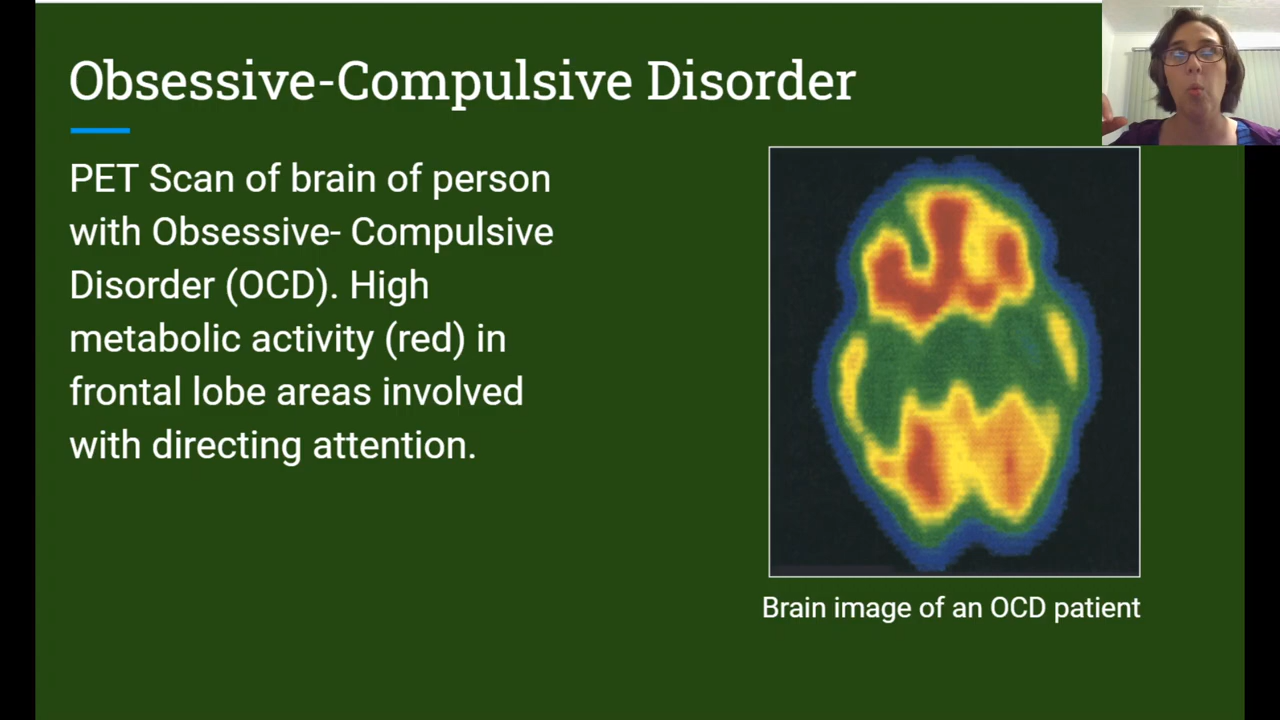 Obsessive-Compulsive Disorder
PET Scan of brain of person
with Obsessive- Compulsive
Disorder (OCD). High
metabolic activity (red) in
frontal lobe areas involved
with directing attention.
Brain image of an OCD patient